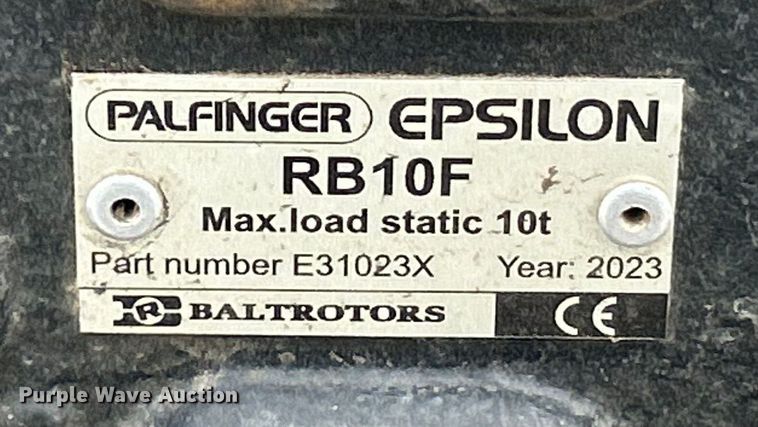 PALFINGER EPSILON
RB10F
Max.load static 10t
Part number E31023X Year: 2023
R BALTROTORS CE
Purple Wave Auction